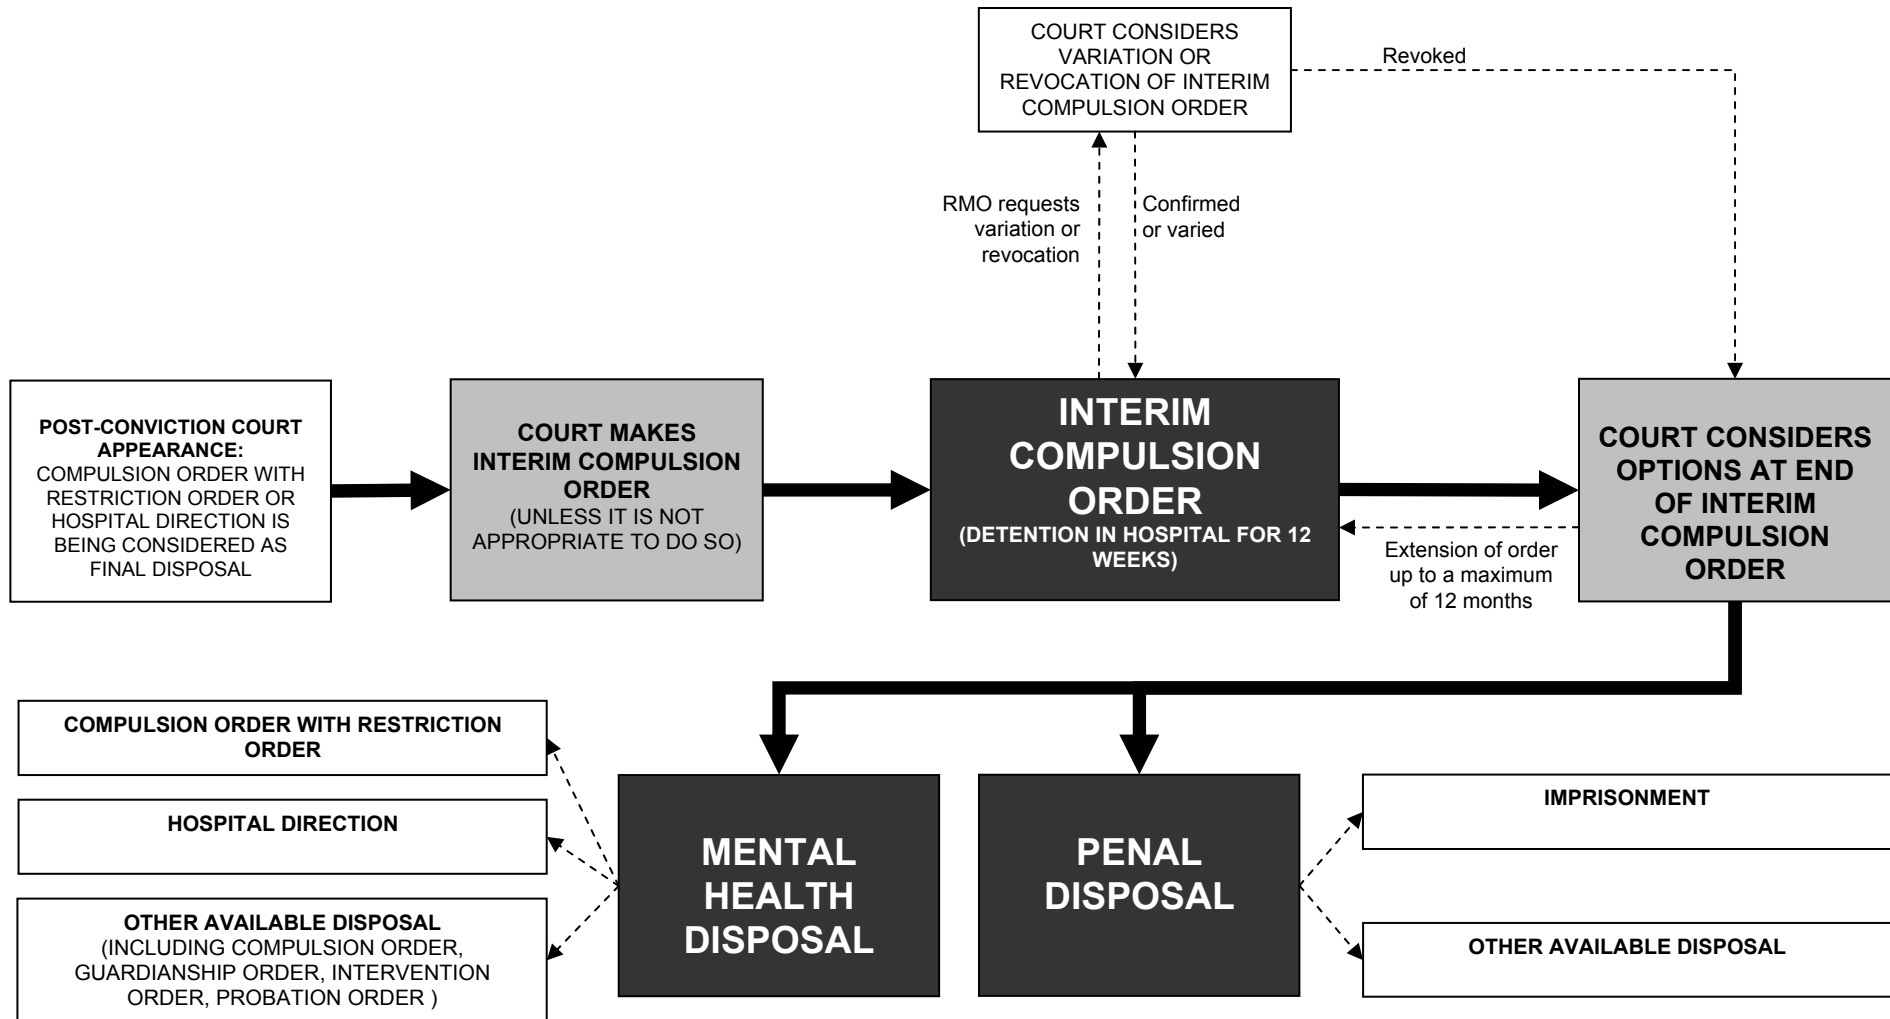 COURT CONSIDERS
VARIATION OR
REVOCATION OF INTERIM
COMPULSION ORDER
Revoked
RMO requests
variation or
revocation
Confirmed
or varied
POST-CONVICTION COURT
APPEARANCE:
COMPULSION ORDER WITH
RESTRICTION ORDER OR
HOSPITAL DIRECTION IS
BEING CONSIDERED AS
FINAL DISPOSAL
COURT MAKES
INTERIM COMPULSION
ORDER
(UNLESS IT IS NOT
APPROPRIATE TO DO SO)
INTERIM
COMPULSION
ORDER
(DETENTION IN HOSPITAL FOR 12
WEEKS)
COURT CONSIDERS
OPTIONS AT END
OF INTERIM
COMPULSION
ORDER
Extension of order
up to a maximum
of 12 months
COMPULSION ORDER WITH RESTRICTION
ORDER
HOSPITAL DIRECTION
OTHER AVAILABLE DISPOSAL
(INCLUDING COMPULSION ORDER,
GUARDIANSHIP ORDER, INTERVENTION
ORDER, PROBATION ORDER )
MENTAL
HEALTH
DISPOSAL
PENAL
DISPOSAL
IMPRISONMENT
OTHER AVAILABLE DISPOSAL